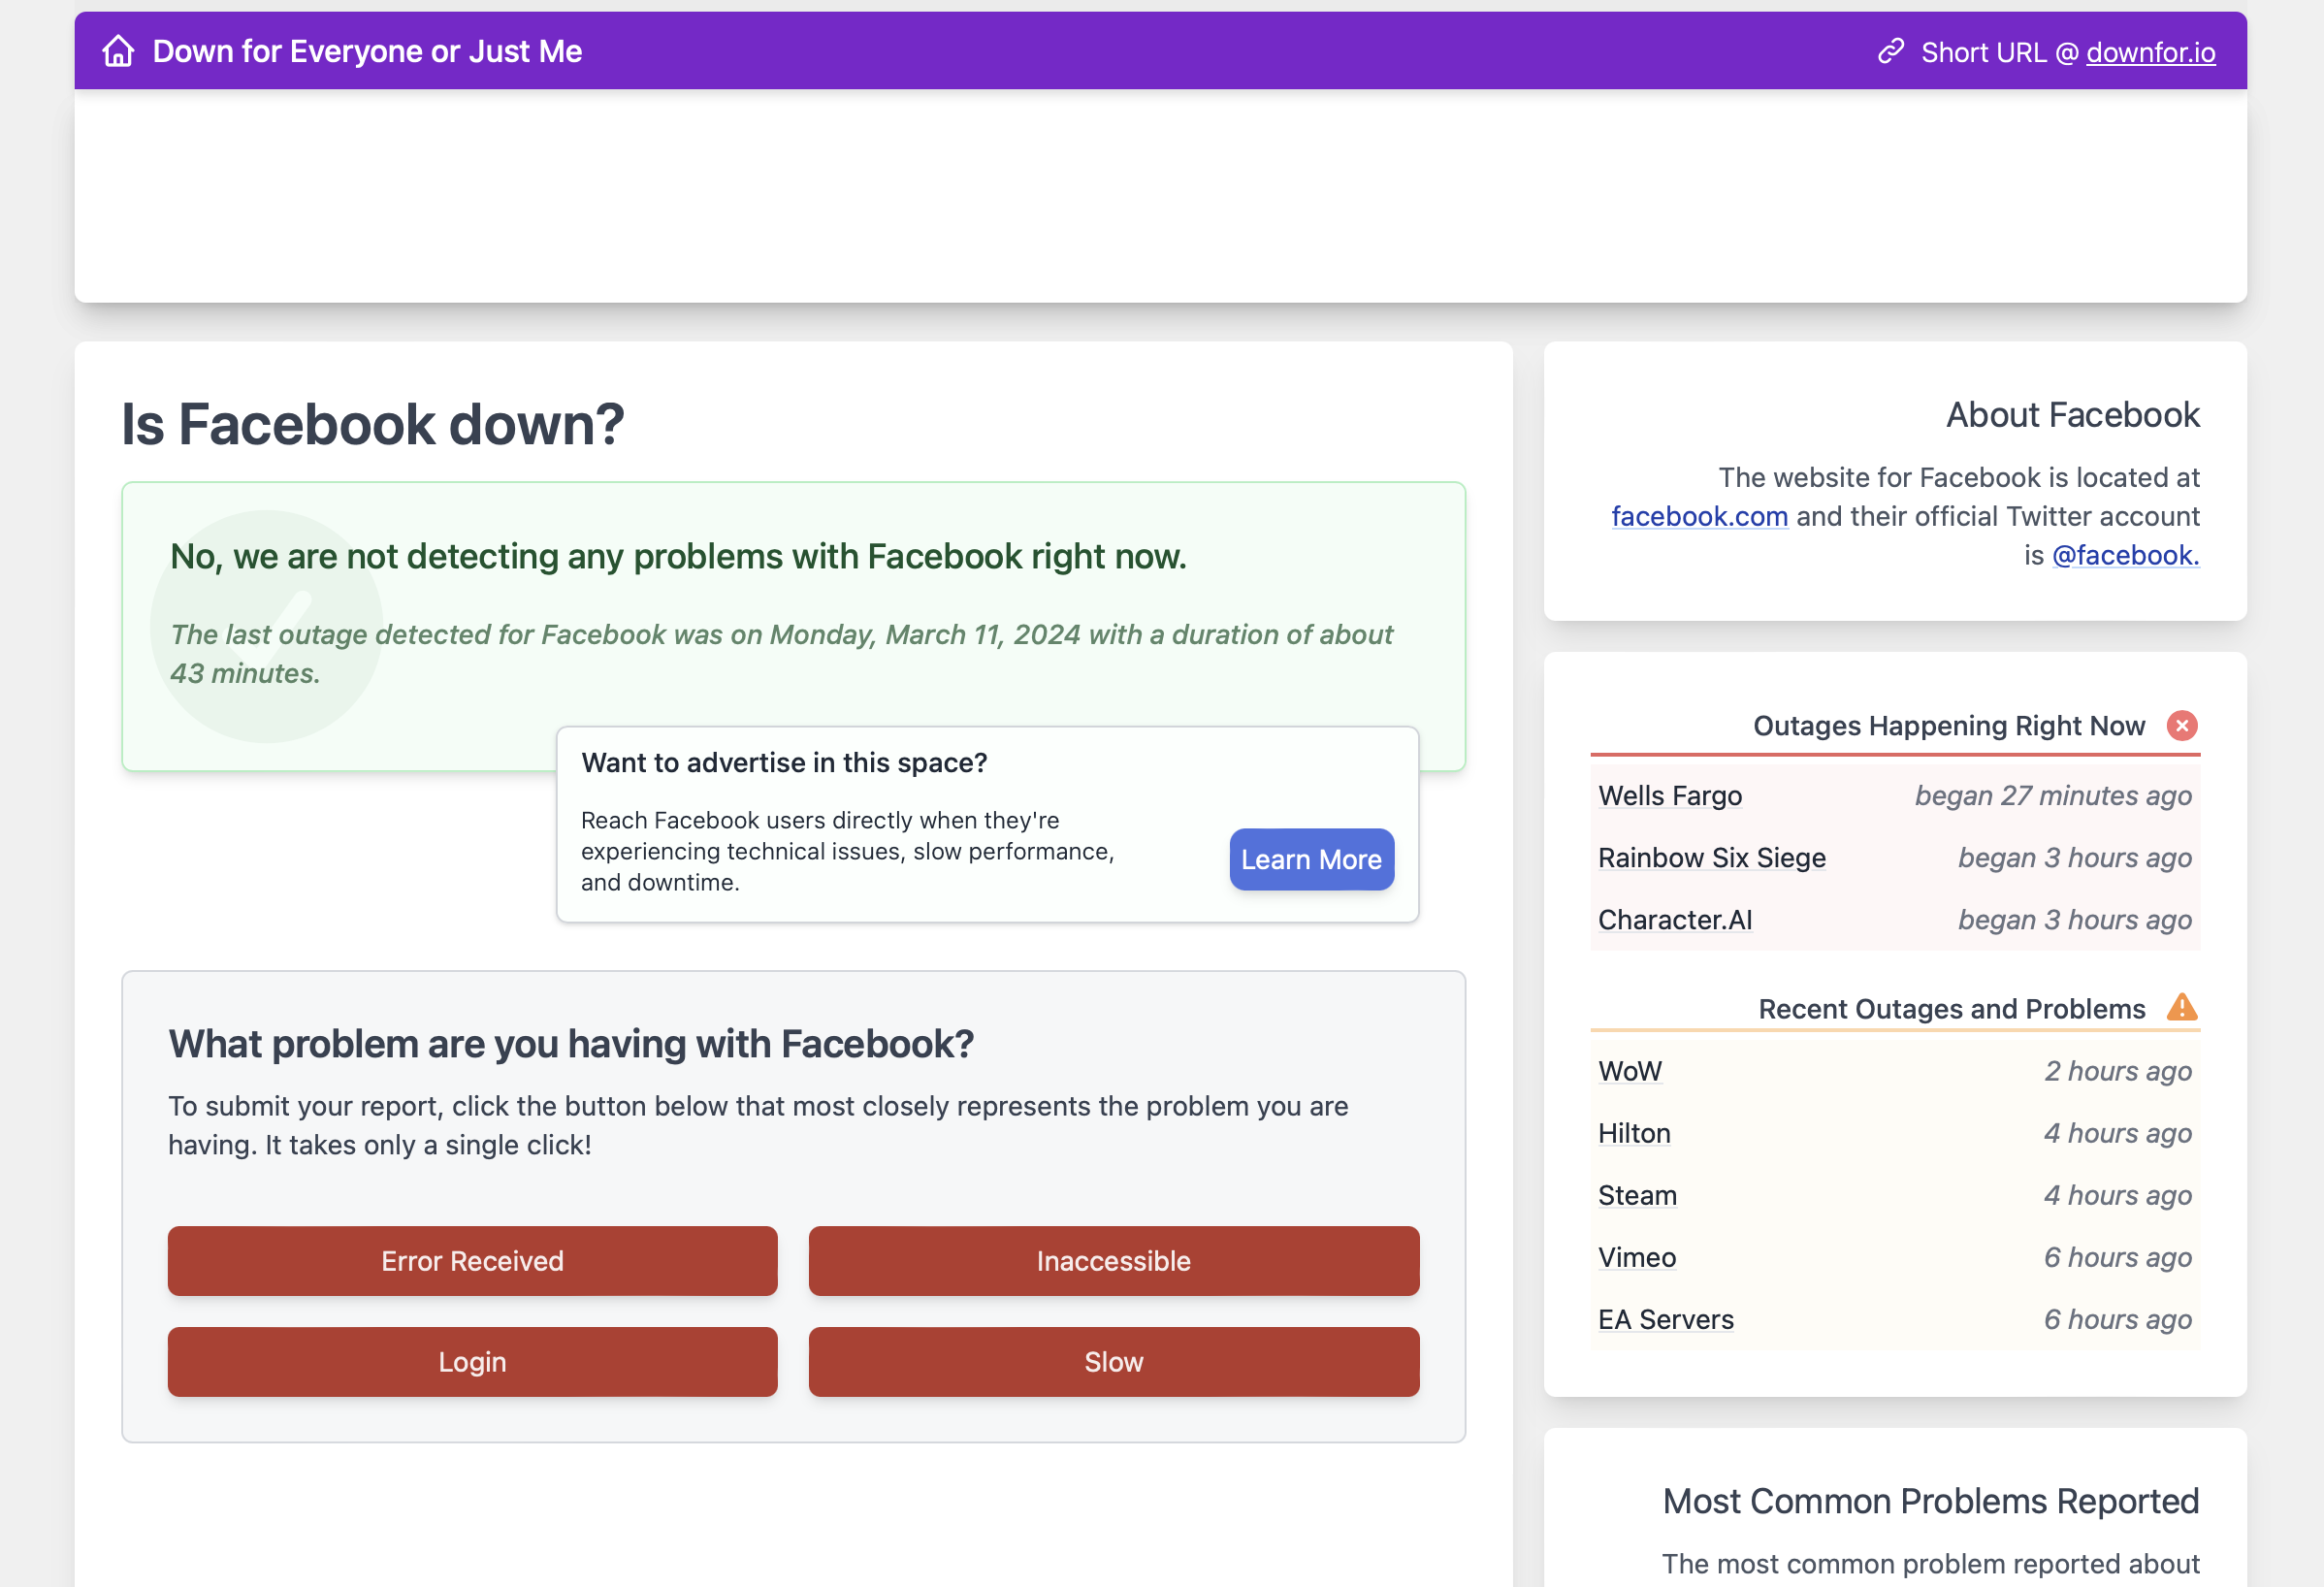 Down for Everyone or Just Me
Short URL @ downfor.io
Is Facebook down?
No, we are not detecting any problems with Facebook right now.
The last outage detected for Facebook was on Monday, March 11, 2024 with a duration of about
43 minutes.
Want to advertise in this space?
Reach Facebook users directly when they're
experiencing technical issues, slow performance,
and downtime.
Learn More
What problem are you having with Facebook?
To submit your report, click the button below that most closely represents the problem you are
having. It takes only a single click!
Error Received
Inaccessible
Login
Slow
About Facebook
The website for Facebook is located at
facebook.com and their official Twitter account
is @facebook.
Outages Happening Right Now
Wells Fargo began 27 minutes ago
Rainbow Six Siege began 3 hours ago
Character.AI began 3 hours ago
Recent Outages and Problems
WoW 2 hours ago
Hilton 4 hours ago
Steam 4 hours ago
Vimeo 6 hours ago
EA Servers 6 hours ago
Most Common Problems Reported
The most common problem reported about